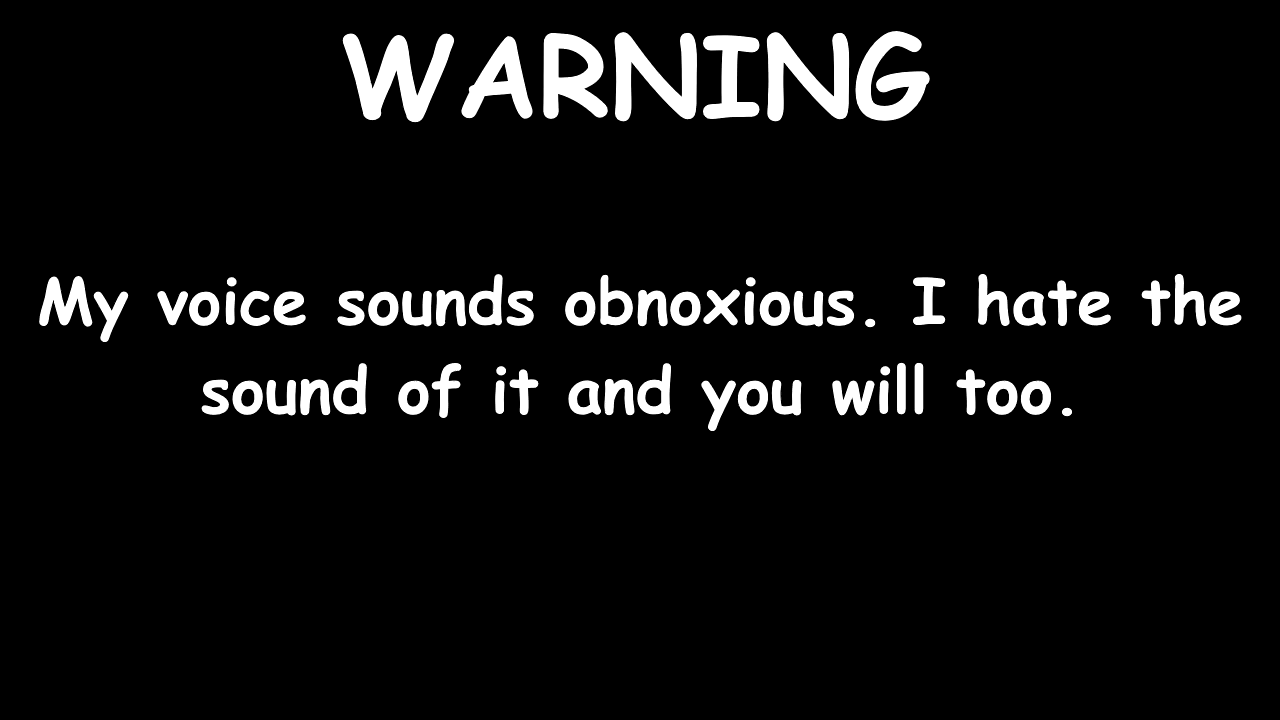 WARNING
My voice sounds obnoxious. I hate the
sound of it and you will too.